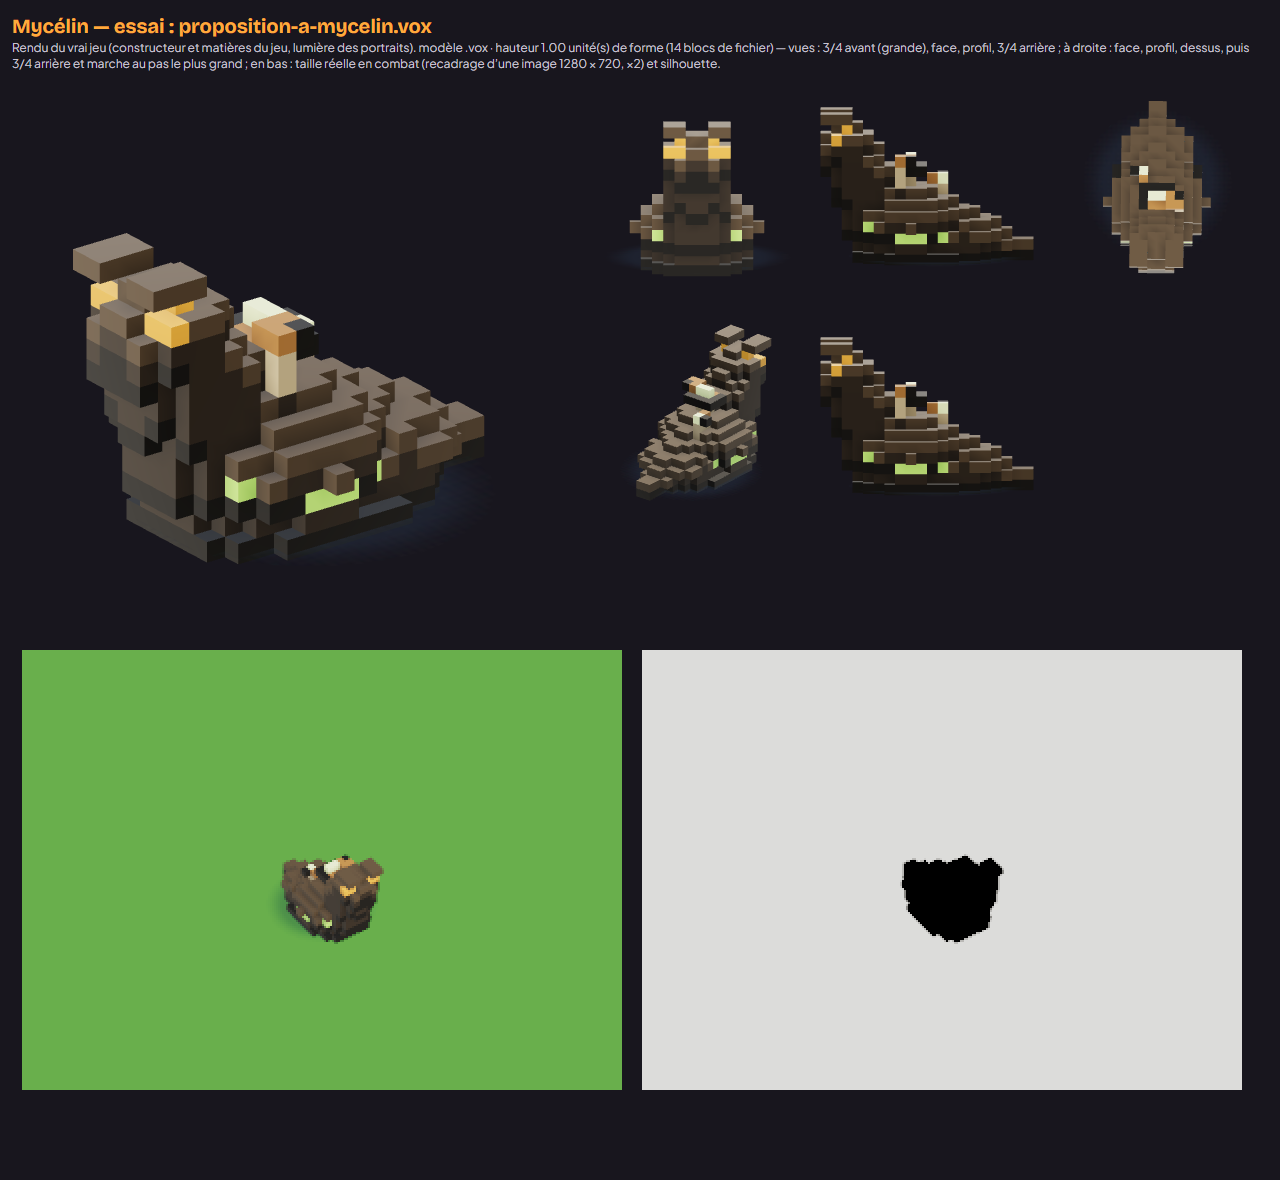 Mycélin — essai : proposition-a-mycelin.vox
Rendu du vrai jeu (constructeur et matières du jeu, lumière des portraits). modèle .vox · hauteur 1.00 unité(s) de forme (14 blocs de fichier) — vues : 3/4 avant (grande), face, profil, 3/4 arrière ; à droite : face, profil, dessus, puis
3/4 arrière et marche au pas le plus grand ; en bas : taille réelle en combat (recadrage d'une image 1280 × 720, ×2) et silhouette.